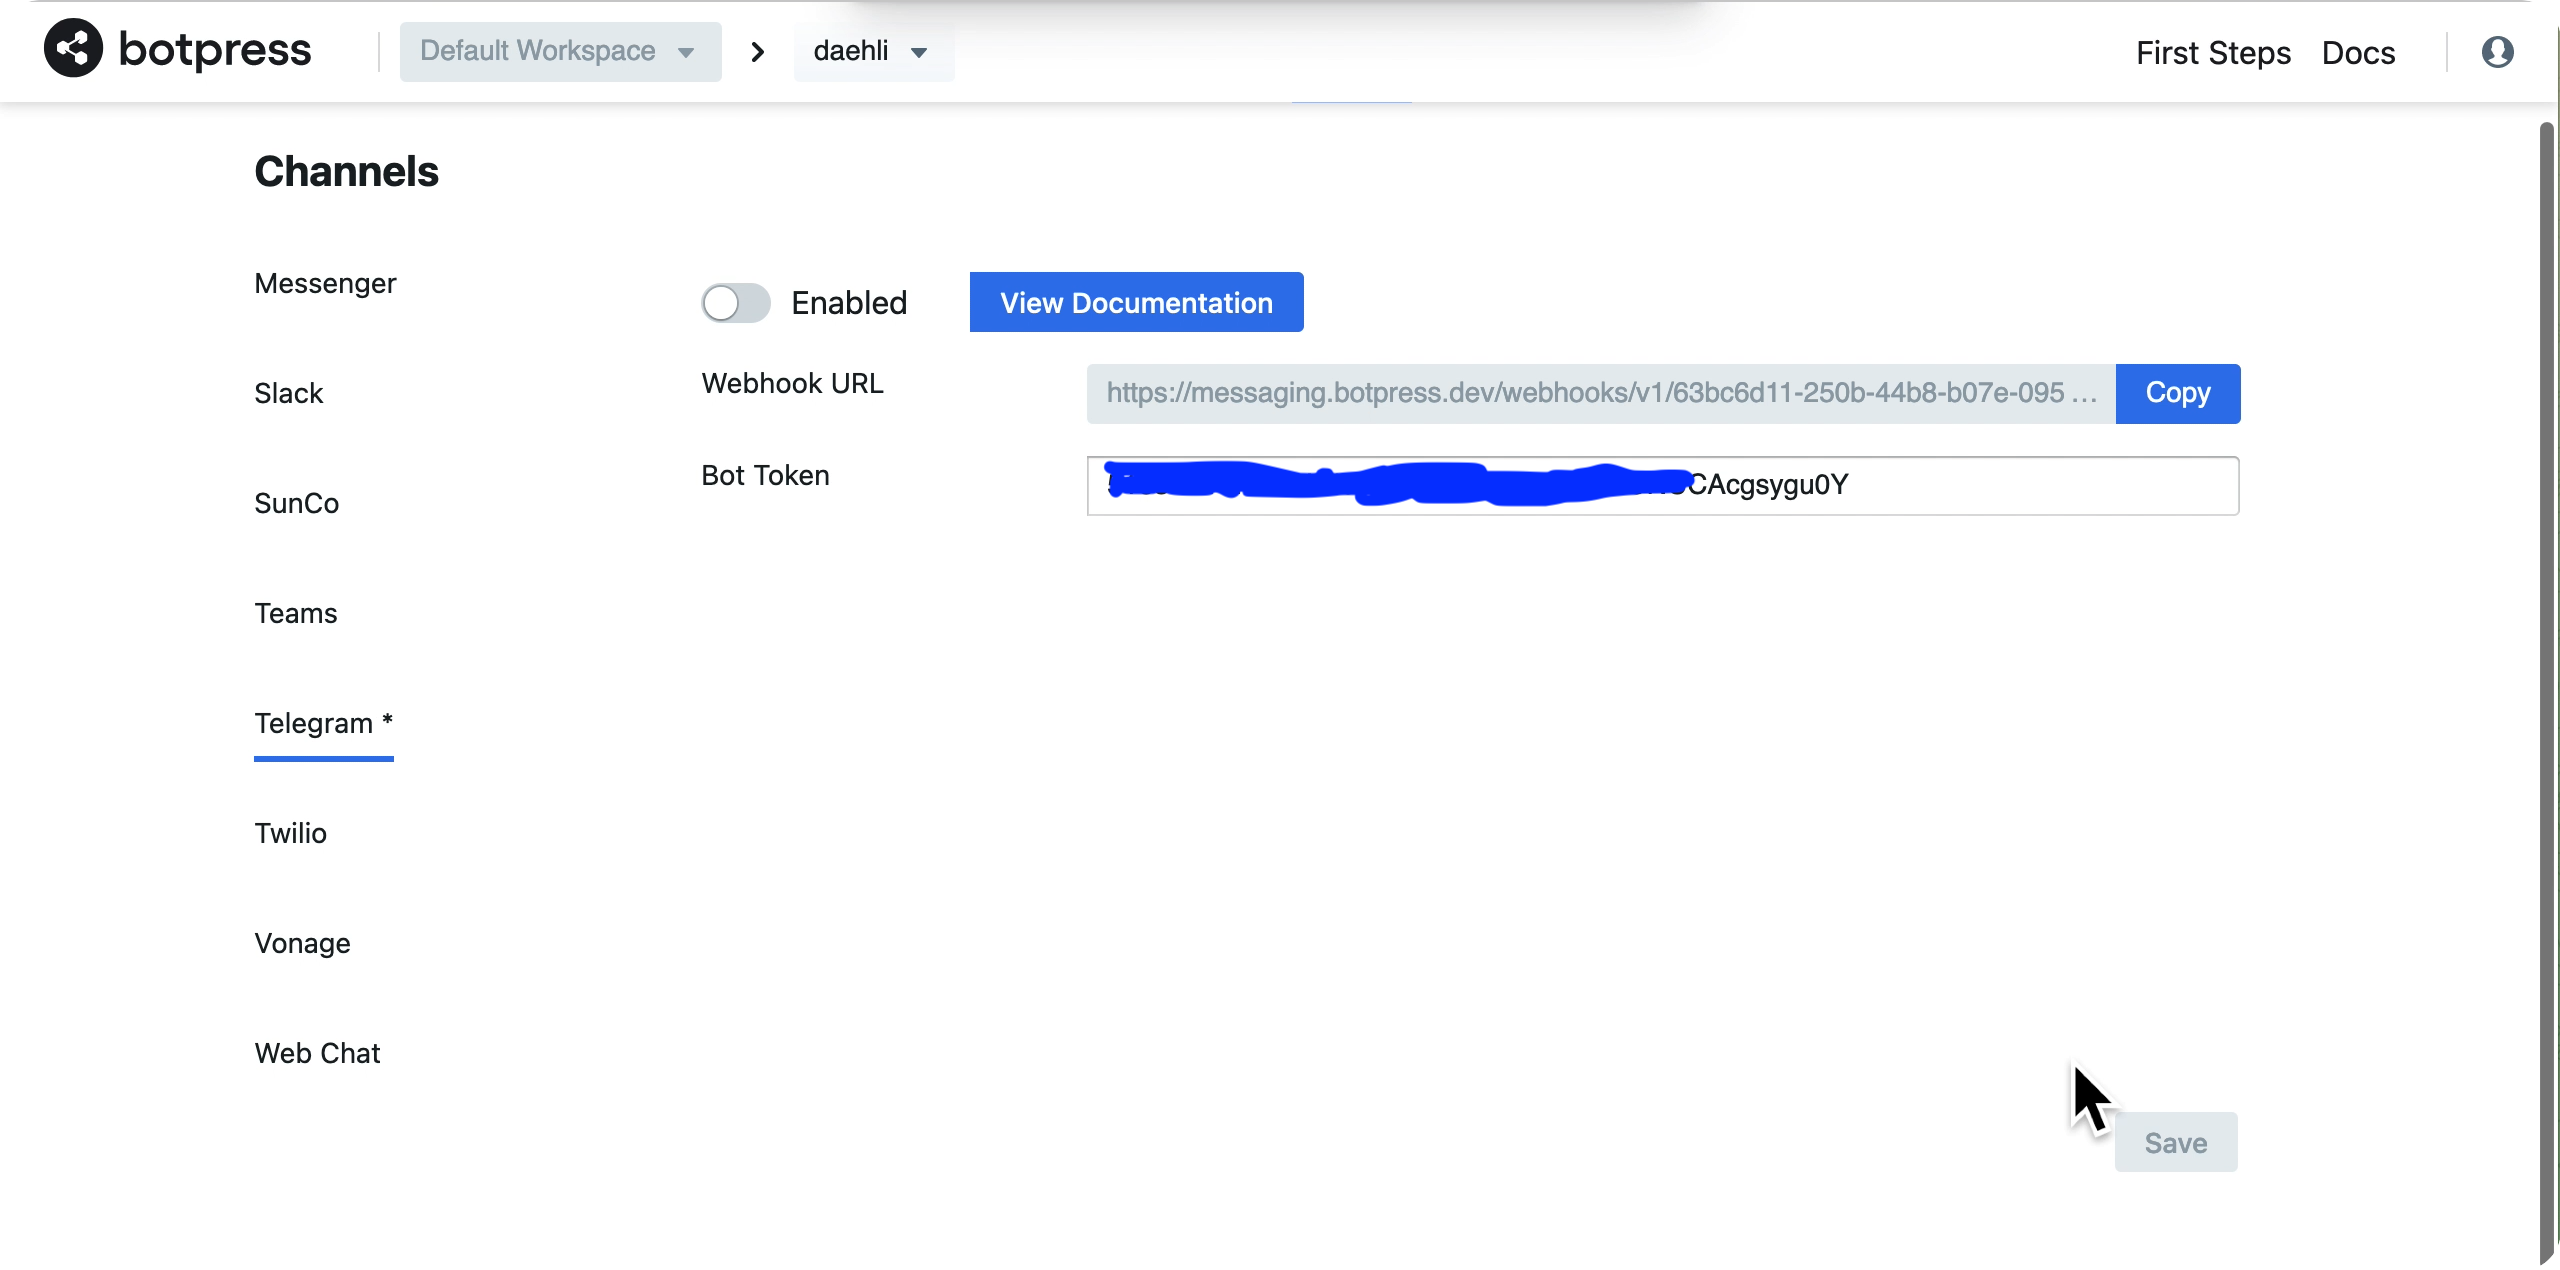 botpress
Default Workspace
daehli
First Steps
Docs
Channels
Messenger
Enabled
View Documentation
Webhook URL
https://messaging.botpress.dev/webhooks/v1/63bc6d11-250b-44b8-b07e-095 ...
Copy
Slack
Bot Token
CAcgsygu0Y
SunCo
Teams
Telegram *
Twilio
Vonage
Web Chat
Save